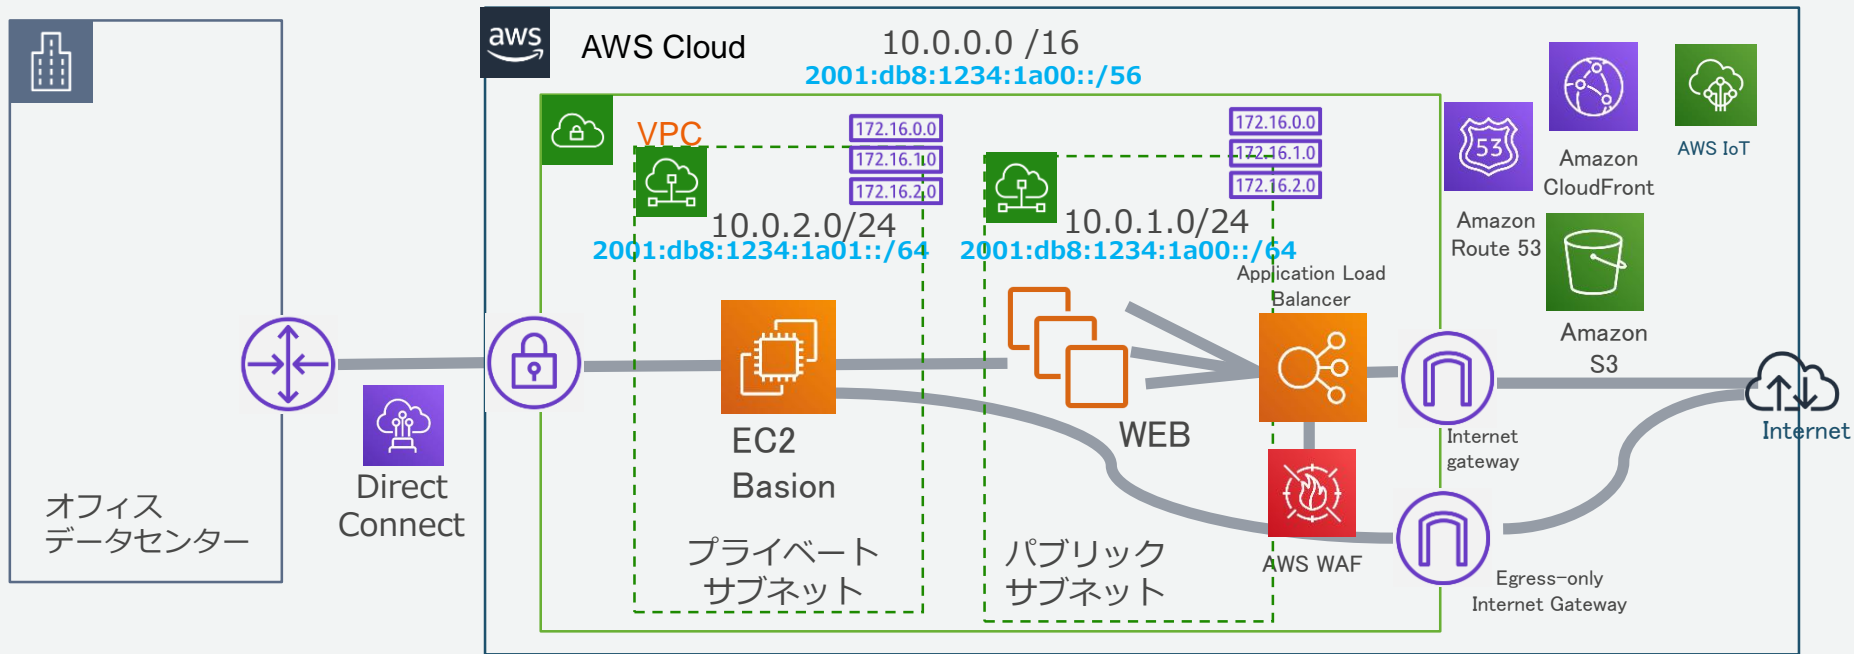 aws
AWS Cloud
10.0.0.0 /16
2001:db8:1234:1a00::/56
VPC
172.16.0.0
172.16.1.0
172.16.2.0
10.0.2.0/24
2001:db8:1234:1a01::/64
172.16.0.0
172.16.1.0
172.16.2.0
10.0.1.0/24
2001:db8:1234:1a00::/64
Application Load
Balancer
53
Amazon
Route 53
Amazon
CloudFront
AWS IoT
Amazon
S3
オフィス
データセンター
Direct
Connect
EC2
Basion
プライベート
サブネット
WEB
パブリック
サブネット
AWS WAF
Internet
gateway
Egress-only
Internet Gateway
Internet